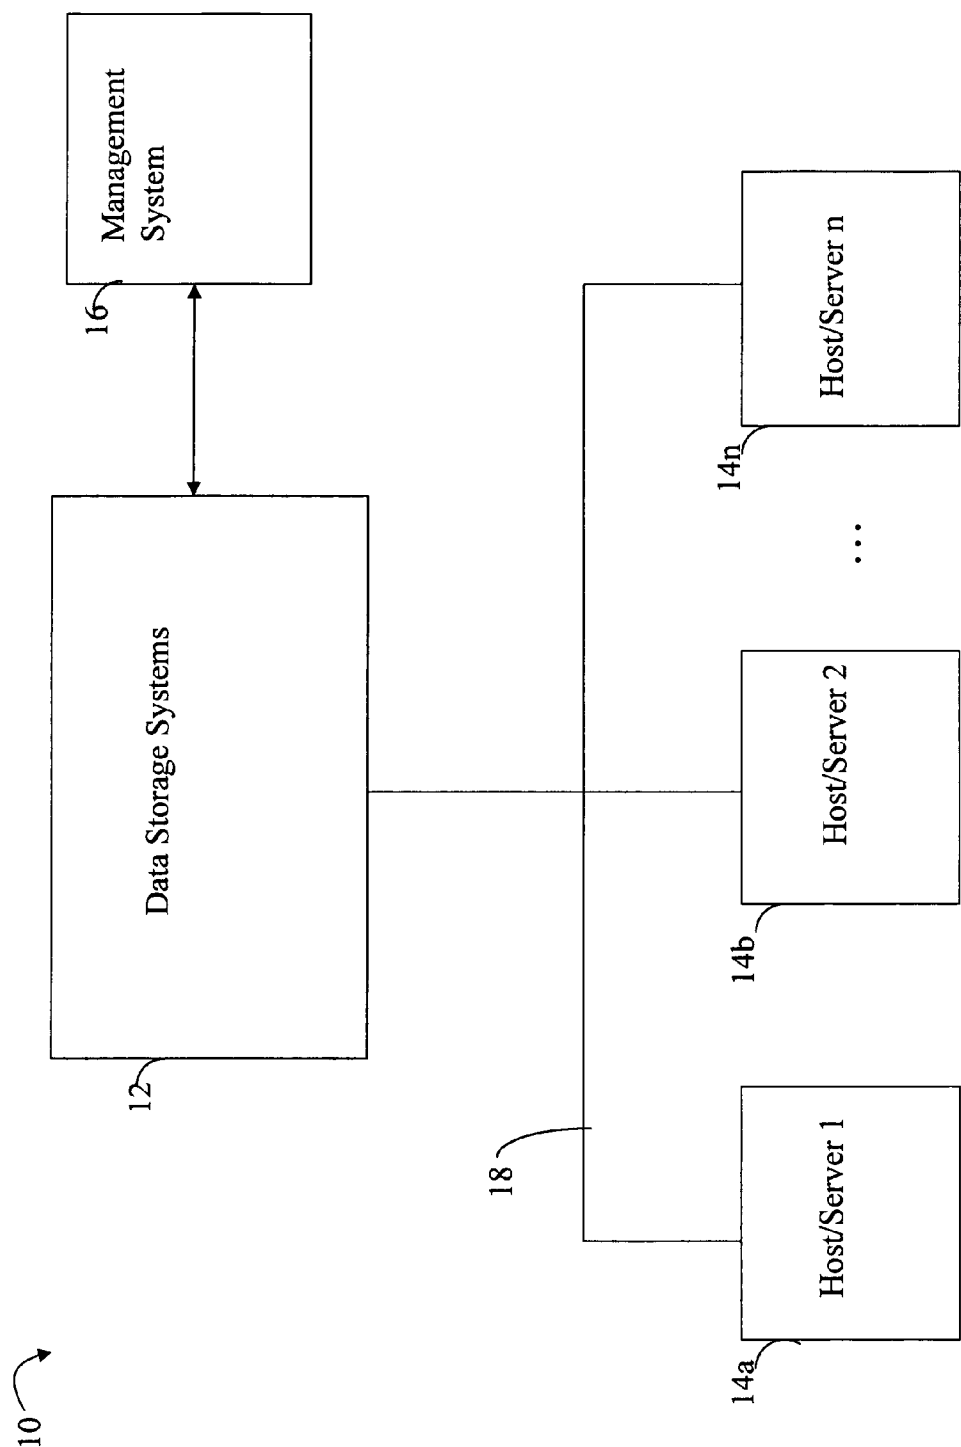 10
12
Data Storage Systems
16
Management
System
18
14a
Host/Server 1
14b
Host/Server 2
...
14n
Host/Server n